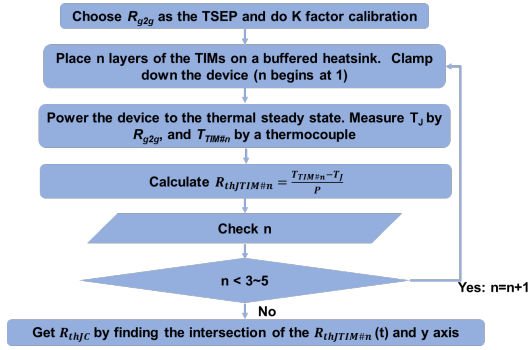 Choose R_g2g as the TSEP and do K factor calibration
Place n layers of the TIMs on a buffered heatsink. Clamp
down the device (n begins at 1)
Power the device to the thermal steady state. Measure T_J by
R_g2g, and T_TIM#n by a thermocouple
Calculate R_thJTIM#n = (T_TIM#n − T_J) / P
Check n
n < 3~5
Yes: n=n+1
No
Get R_thJC by finding the intersection of the R_thJTIM#n (t) and y axis